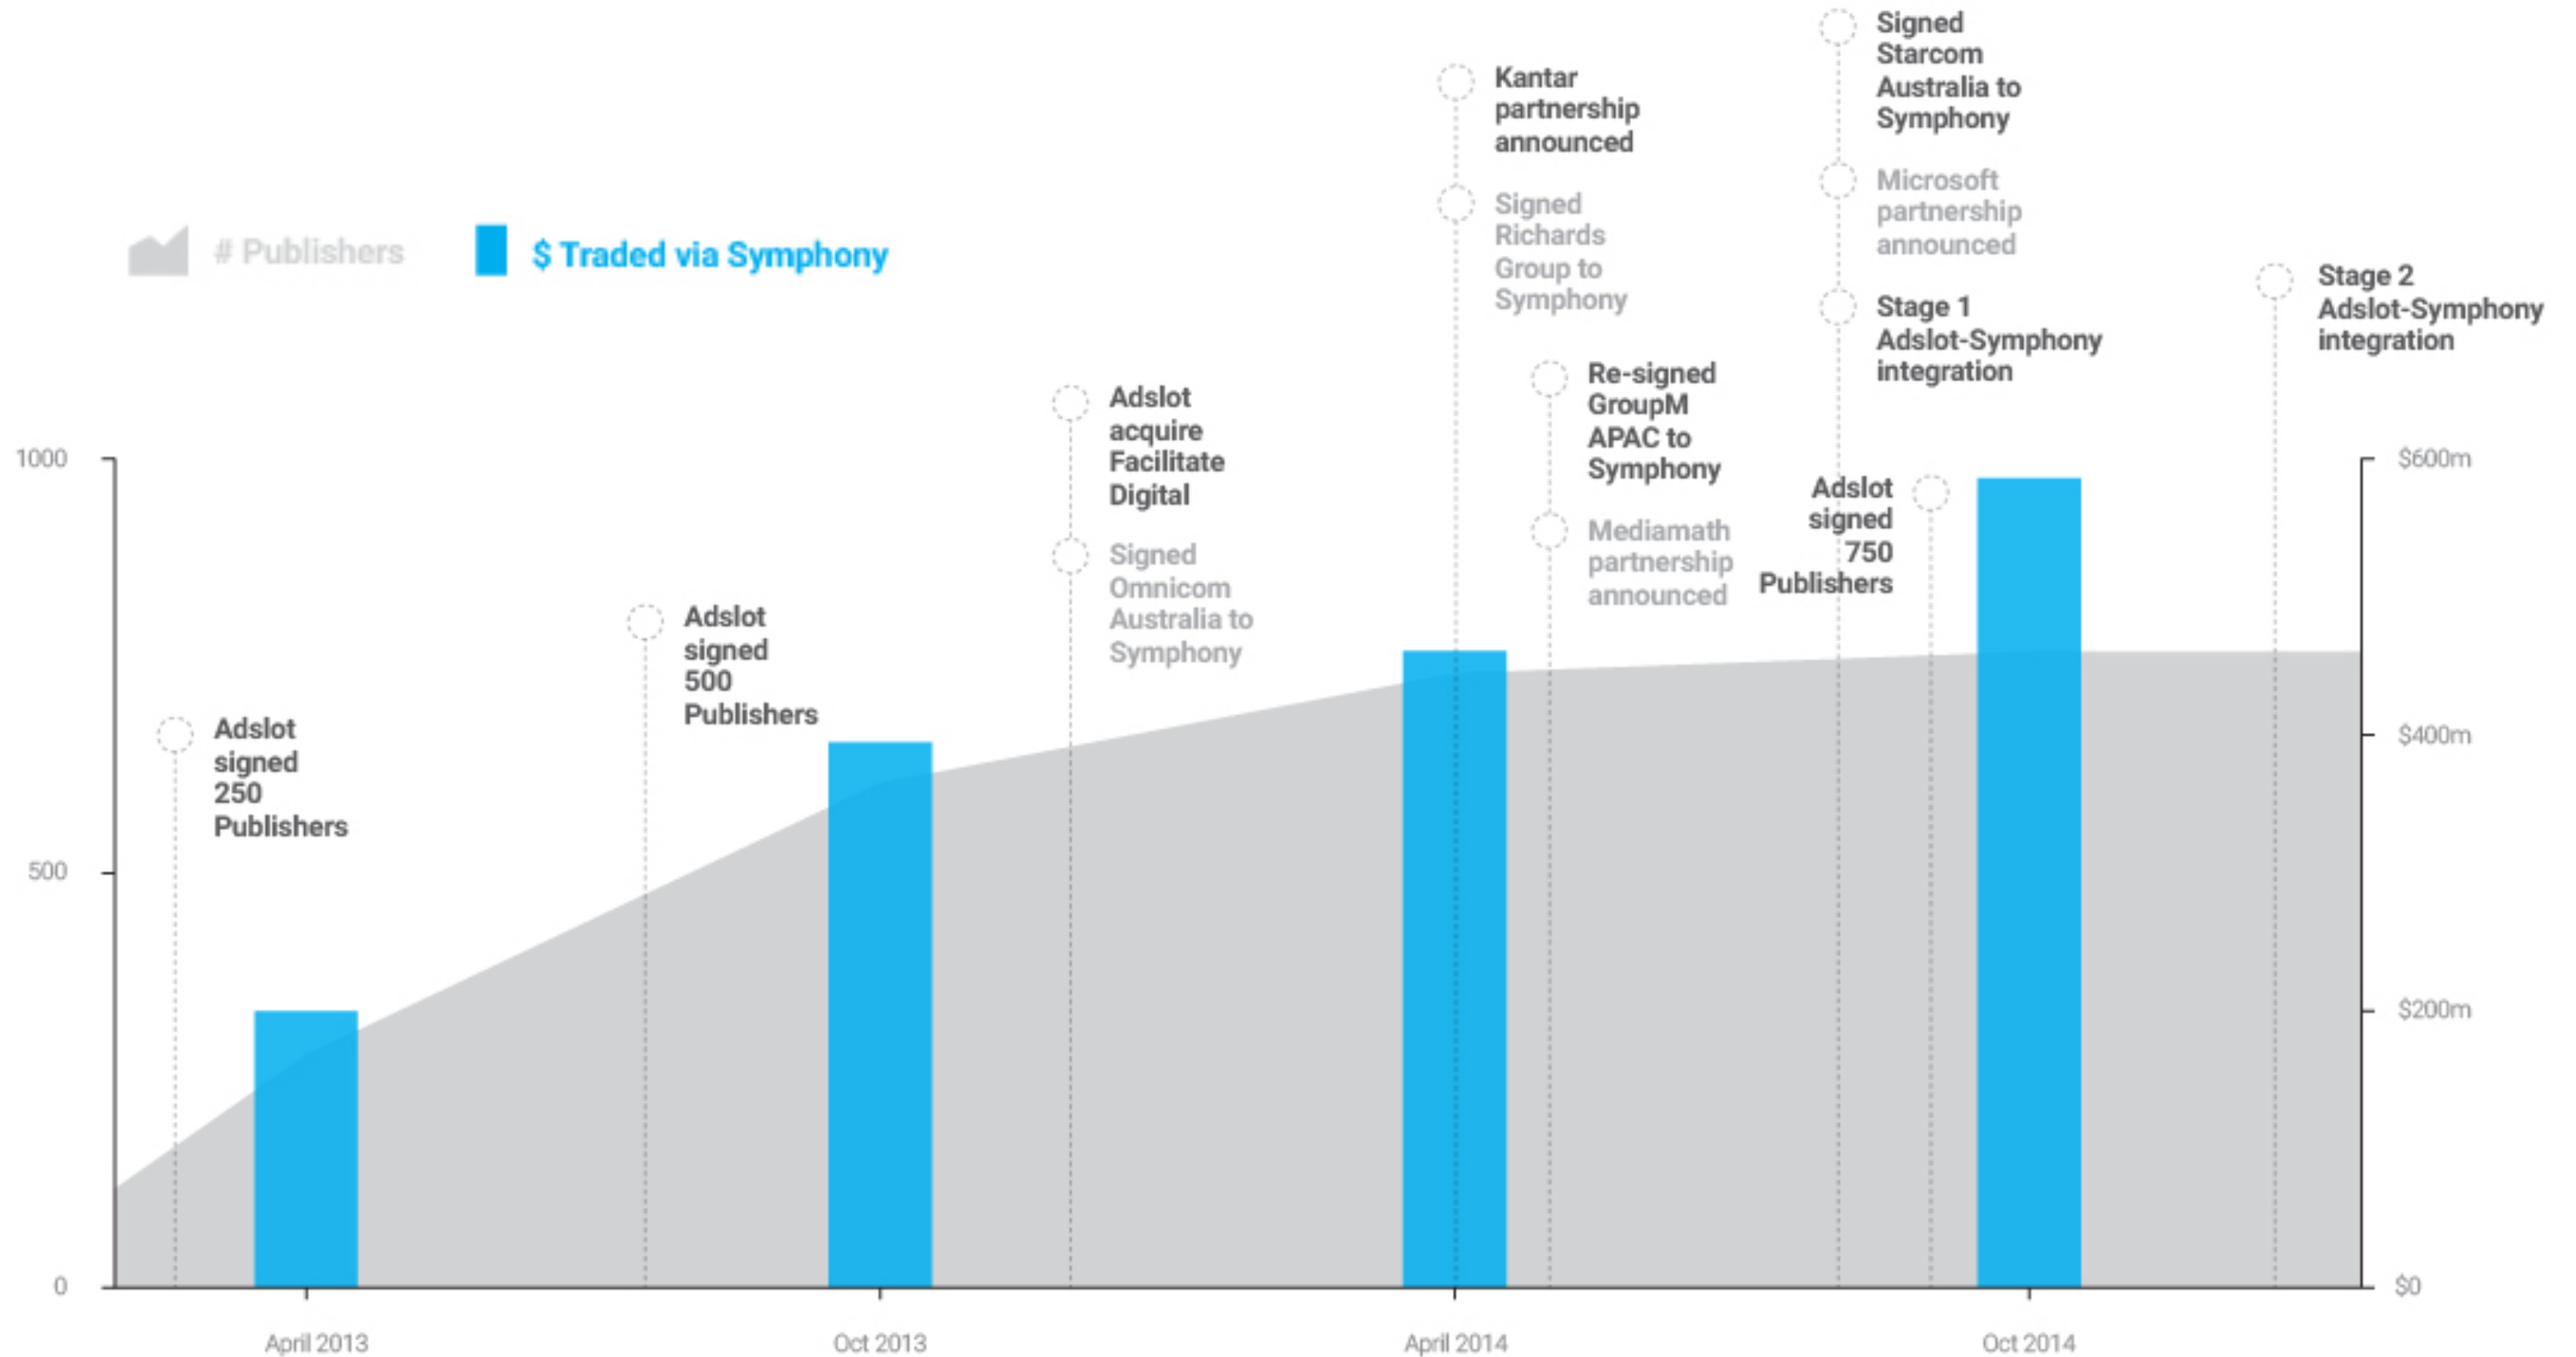 # Publishers
$ Traded via Symphony
Adslot
signed
250
Publishers
Adslot
signed
500
Publishers
Adslot
acquire
Facilitate
Digital
Signed
Omnicom
Australia to
Symphony
Kantar
partnership
announced
Signed
Richards
Group to
Symphony
Re-signed
GroupM
APAC to
Symphony
Mediamath
partnership
announced
Signed
Starcom
Australia to
Symphony
Microsoft
partnership
announced
Stage 1
Adslot-Symphony
integration
Adslot
signed
750
Publishers
Stage 2
Adslot-Symphony
integration
1000
500
0
$600m
$400m
$200m
$0
April 2013
Oct 2013
April 2014
Oct 2014